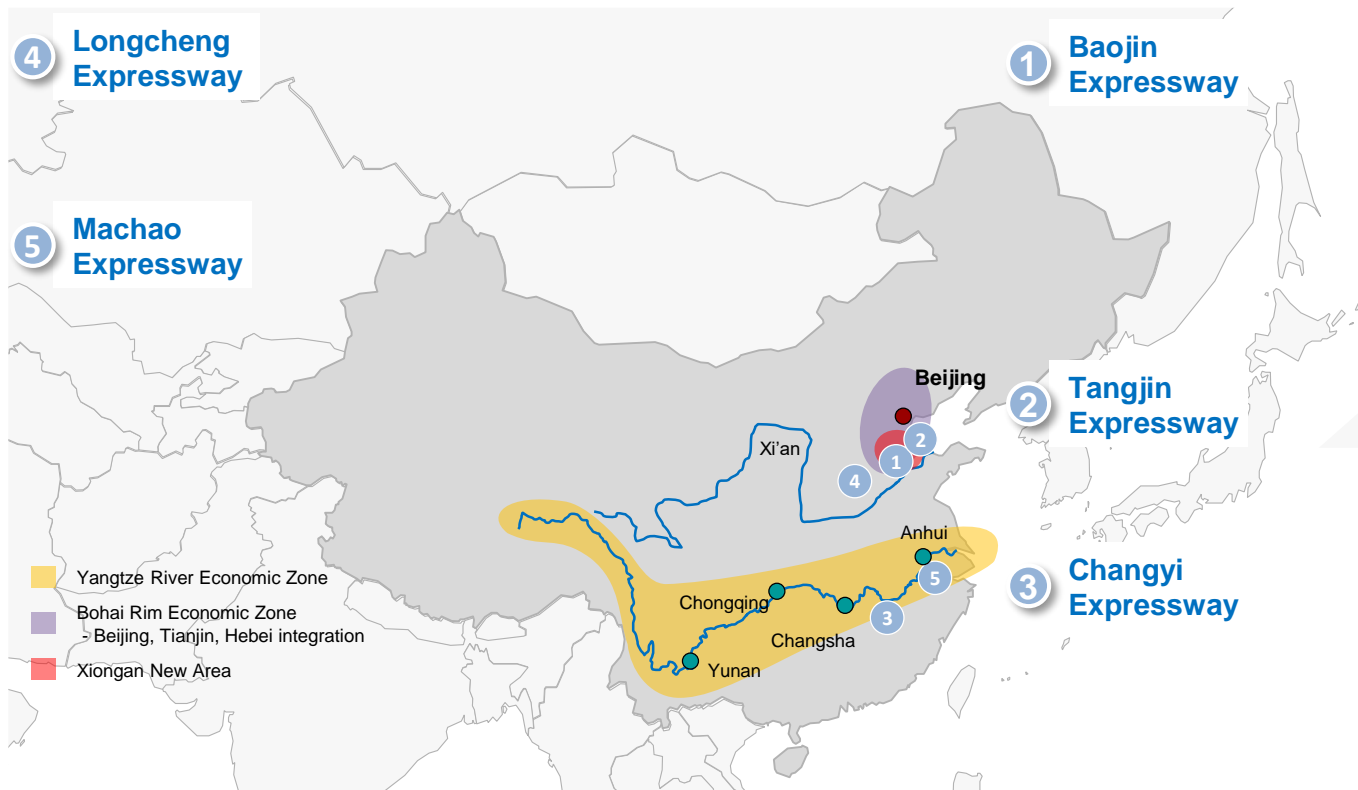 4
Longcheng
Expressway
1
Baojin
Expressway
5
Machao
Expressway
Beijing
2
Tangjin
Expressway
Xi’an
2
1
4
Anhui
3
Changyi
Expressway
Yangtze River Economic Zone
Bohai Rim Economic Zone
- Beijing, Tianjin, Hebei integration
Xiongan New Area
Chongqing
5
3
Changsha
Yunan